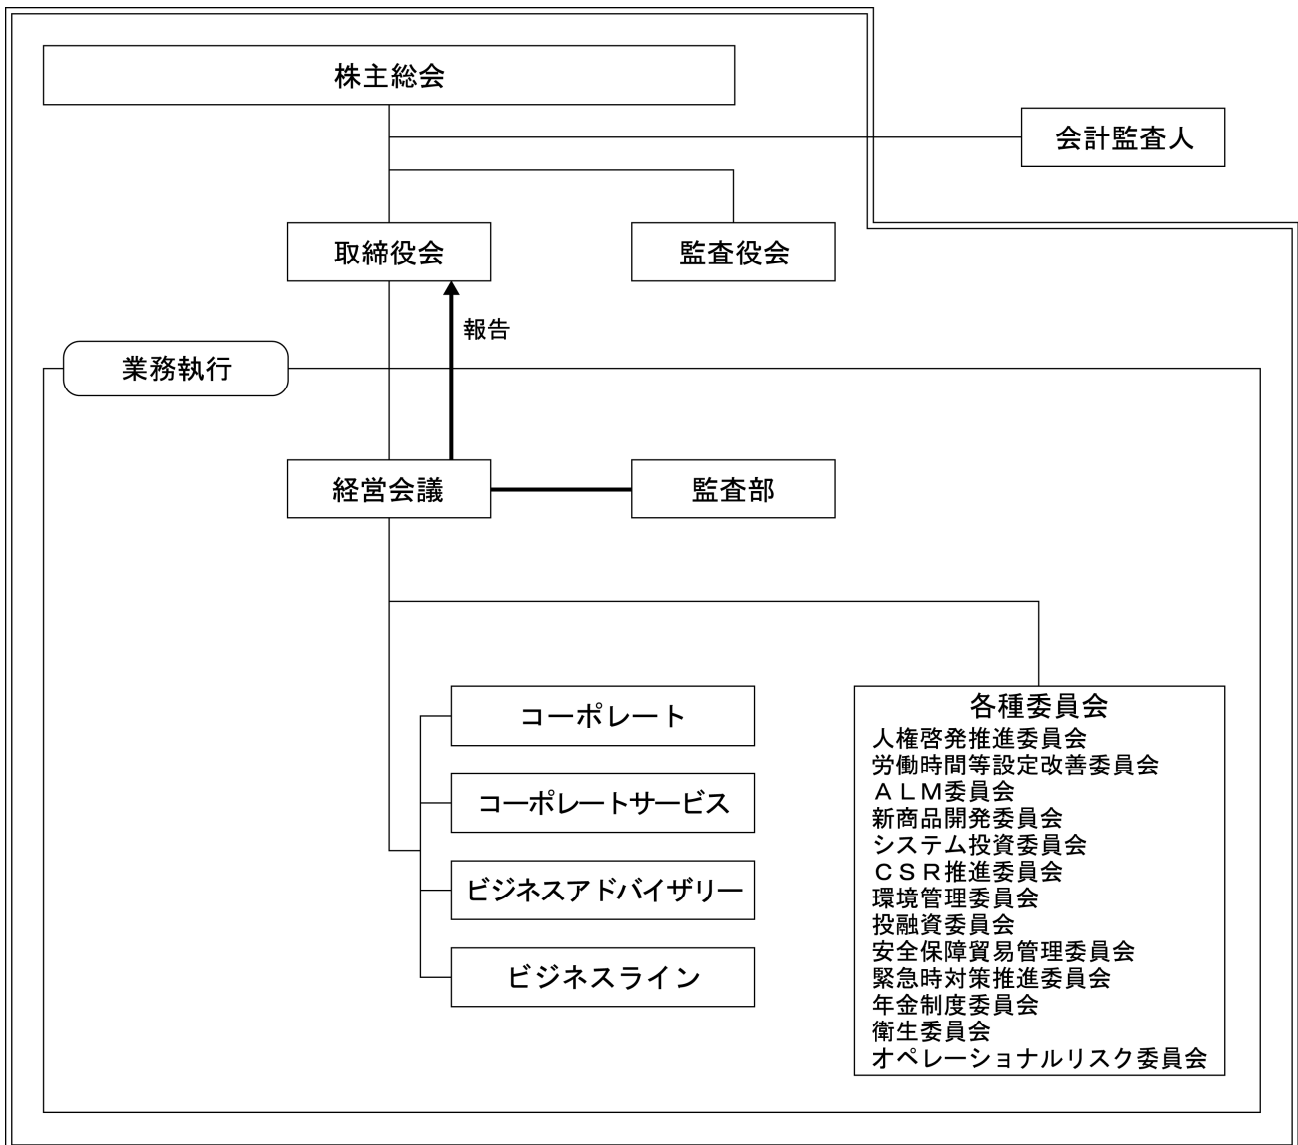 株主総会
会計監査人
取締役会
監査役会
報告
業務執行
経営会議
監査部
コーポレート
コーポレートサービス
ビジネスアドバイザリー
ビジネスライン
各種委員会
人権啓発推進委員会
労働時間等設定改善委員会
ＡＬＭ委員会
新商品開発委員会
システム投資委員会
ＣＳＲ推進委員会
環境管理委員会
投融資委員会
安全保障貿易管理委員会
緊急時対策推進委員会
年金制度委員会
衛生委員会
オペレーショナルリスク委員会